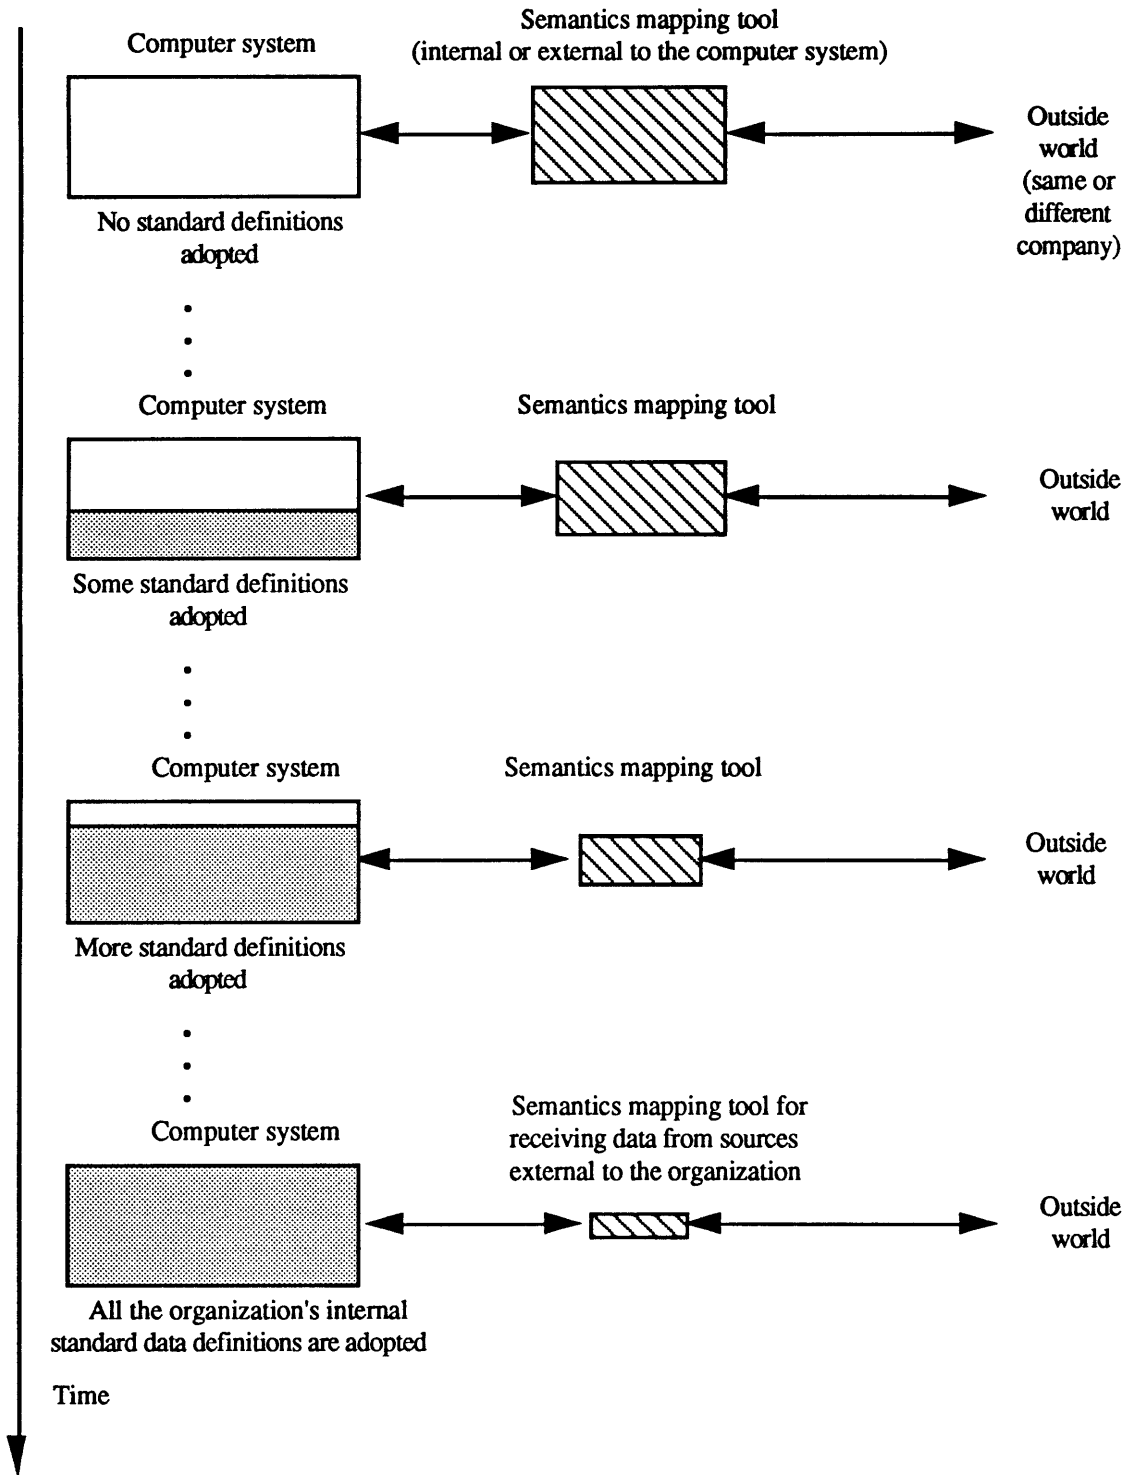 Computer system
Semantics mapping tool
(internal or external to the computer system)
Outside
world
(same or
different
company)
No standard definitions
adopted
Computer system
Semantics mapping tool
Outside
world
Some standard definitions
adopted
Computer system
Semantics mapping tool
Outside
world
More standard definitions
adopted
Computer system
Semantics mapping tool for
receiving data from sources
external to the organization
Outside
world
All the organization's internal
standard data definitions are adopted
Time